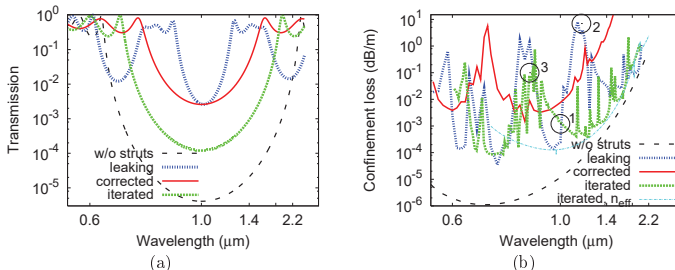 10^0
10^-1
10^-2
10^-3
10^-4
10^-5
Transmission
w/o struts
leaking
corrected
iterated
0.6 1.0 1.4 2.2
Wavelength (μm)
(a)
10^1
10^0
10^-1
10^-2
10^-3
10^-4
10^-5
10^-6
Confinement loss (dB/m)
2
3
1
w/o struts
leaking
corrected
iterated
iterated, n_eff
0.6 1.0 1.4 2.2
Wavelength (μm)
(b)